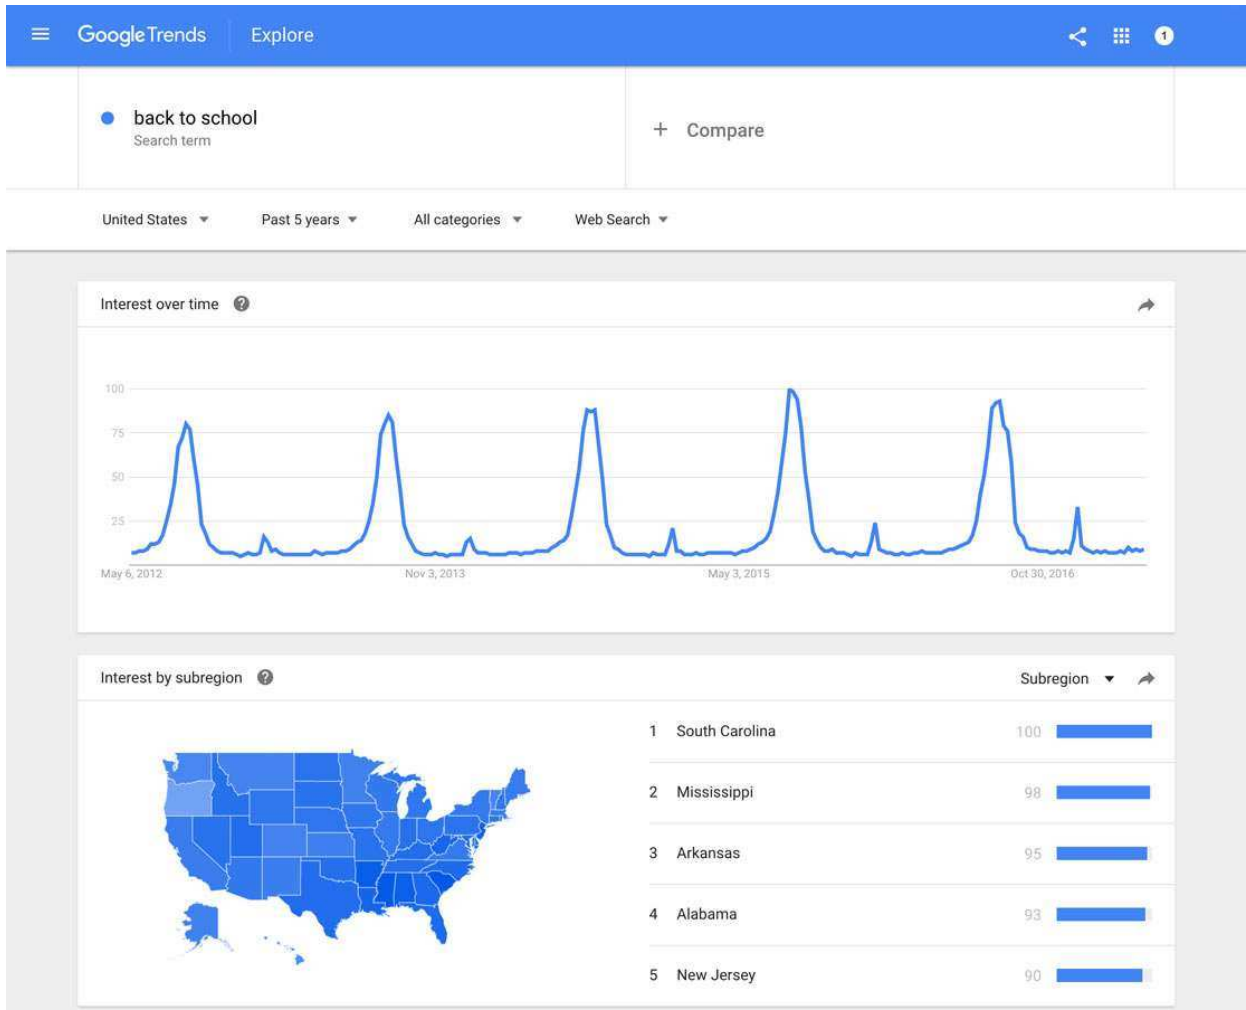 GoogleTrends Explore 1
back to school
Search term
+ Compare
United States Past 5 years All categories Web Search
Interest over time ?
100
75
50
25
May 6, 2012 Nov 3, 2013 May 3, 2015 Oct 30, 2016
Interest by subregion ? Subregion
1 South Carolina 100
2 Mississippi 98
3 Arkansas 95
4 Alabama 93
5 New Jersey 90